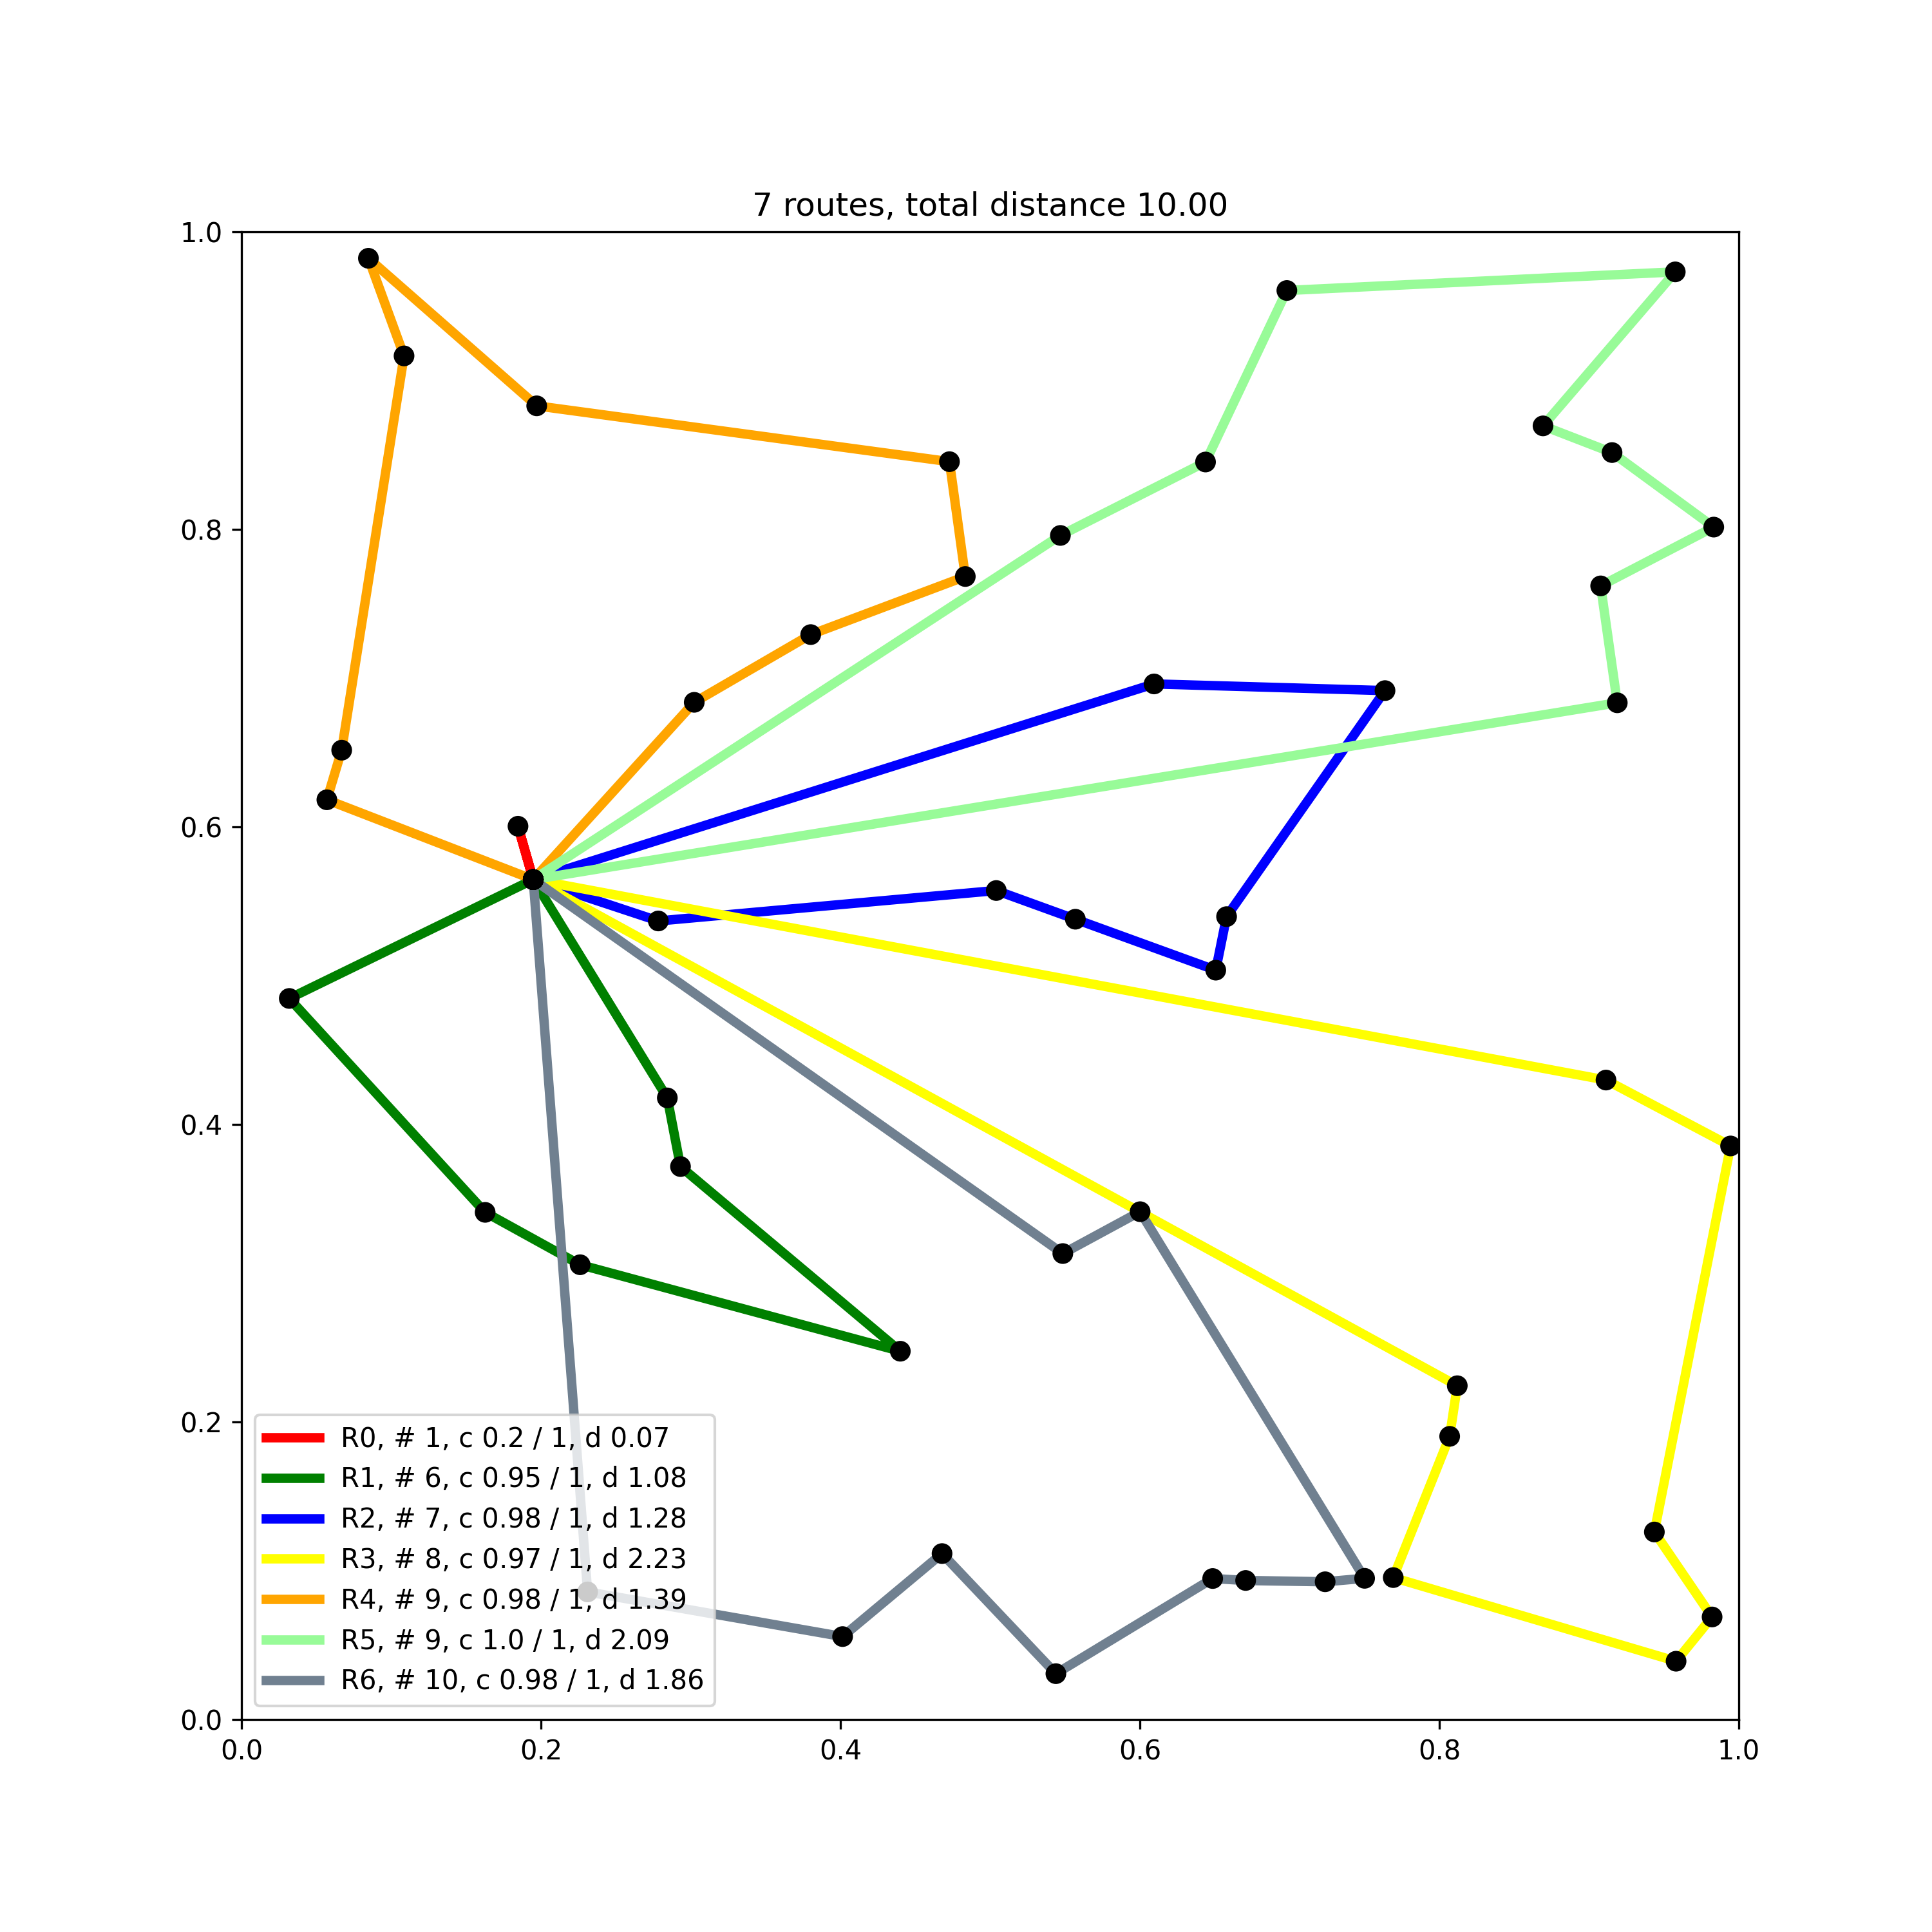 7 routes, total distance 10.00
1.0
0.8
0.6
0.4
0.2
0.0
R0, # 1, c 0.2 / 1, d 0.07
R1, # 6, c 0.95 / 1, d 1.08
R2, # 7, c 0.98 / 1, d 1.28
R3, # 8, c 0.97 / 1, d 2.23
R4, # 9, c 0.98 / 1, d 1.39
R5, # 9, c 1.0 / 1, d 2.09
R6, # 10, c 0.98 / 1, d 1.86
0.0 0.2 0.4 0.6 0.8 1.0